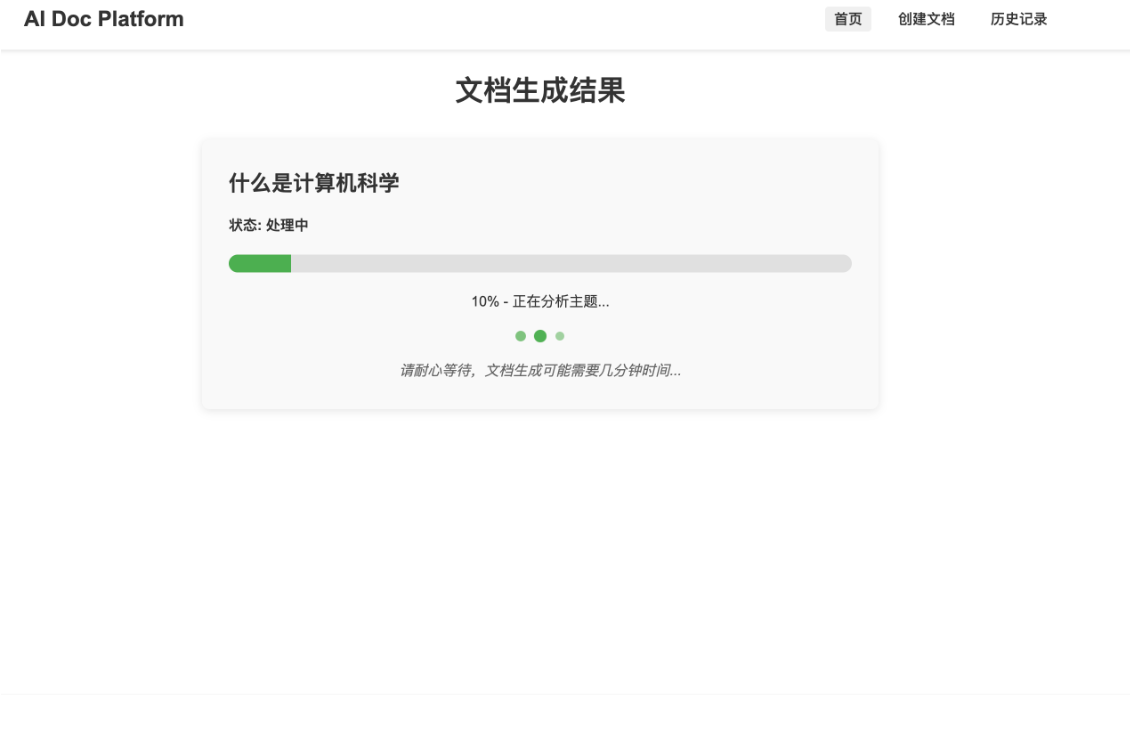 AI Doc Platform
首页 创建文档 历史记录
文档生成结果
什么是计算机科学
状态: 处理中
10% - 正在分析主题...
请耐心等待，文档生成可能需要几分钟时间...